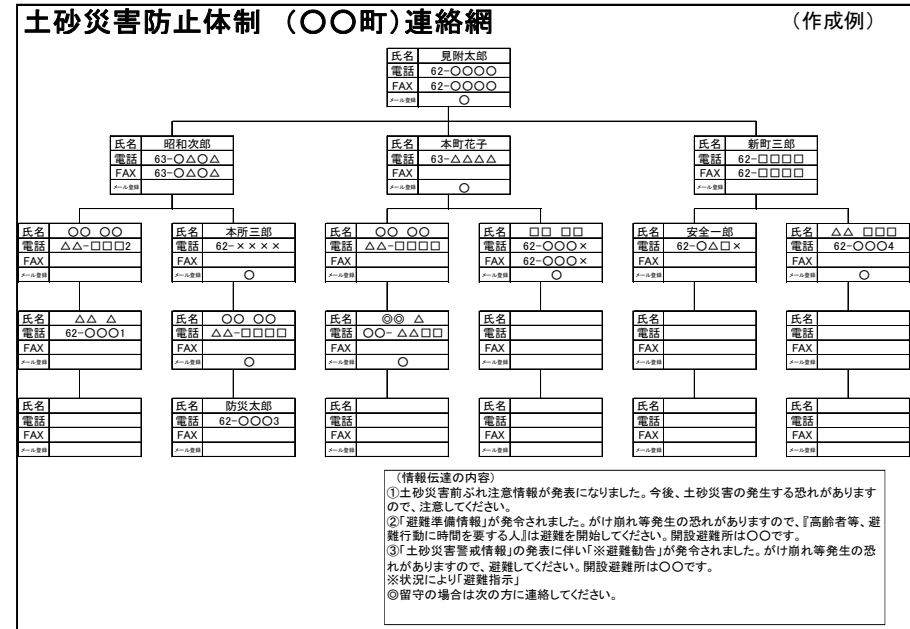 土砂災害防止体制 (〇〇町)連絡網
(作成例)
氏名 見附太郎
電話 62-〇〇〇〇
FAX 62-〇〇〇〇
メール登録 〇
氏名 昭和次郎
電話 63-〇△〇△
FAX 63-〇△〇△
メール登録
氏名 本町花子
電話 63-△△△△
FAX
メール登録 〇
氏名 新町三郎
電話 62-□□□□
FAX 62-□□□□
メール登録
氏名 〇〇 〇〇
電話 △△-□□□2
FAX
メール登録
氏名 本所三郎
電話 62-××××
FAX
メール登録 〇
氏名 〇〇 〇〇
電話 △△-□□□□
FAX
メール登録
氏名 □□ □□
電話 62-〇〇〇×
FAX 62-〇〇〇×
メール登録 〇
氏名 安全一郎
電話 62-〇△□×
FAX
メール登録
氏名 △△ □□□
電話 62-〇〇〇4
FAX
メール登録 〇
氏名 △△ △
電話 62-〇〇〇1
FAX
メール登録
氏名 〇〇 〇〇
電話 △△-□□□□
FAX
メール登録 〇
氏名 ◎◎ △
電話 〇〇- △△□□
FAX
メール登録 〇
氏名
電話
FAX
メール登録
氏名
電話
FAX
メール登録
氏名
電話
FAX
メール登録
氏名
電話
FAX
メール登録
氏名 防災太郎
電話 62-〇〇〇3
FAX
メール登録
氏名
電話
FAX
メール登録
氏名
電話
FAX
メール登録
氏名
電話
FAX
メール登録
氏名
電話
FAX
メール登録
(情報伝達の内容)
①土砂災害前ぶれ注意情報が発表になりました。今後、土砂災害の発生する恐れがあります
ので、注意してください。
②「避難準備情報」が発令されました。がけ崩れ等発生の恐れがありますので、『高齢者等、避
難行動に時間を要する人』は避難を開始してください。開設避難所は〇〇です。
③「土砂災害警戒情報」の発表に伴い「※避難勧告」が発令されました。がけ崩れ等発生の恐
れがありますので、避難してください。開設避難所は〇〇です。
※状況により「避難指示」
◎留守の場合は次の方に連絡してください。